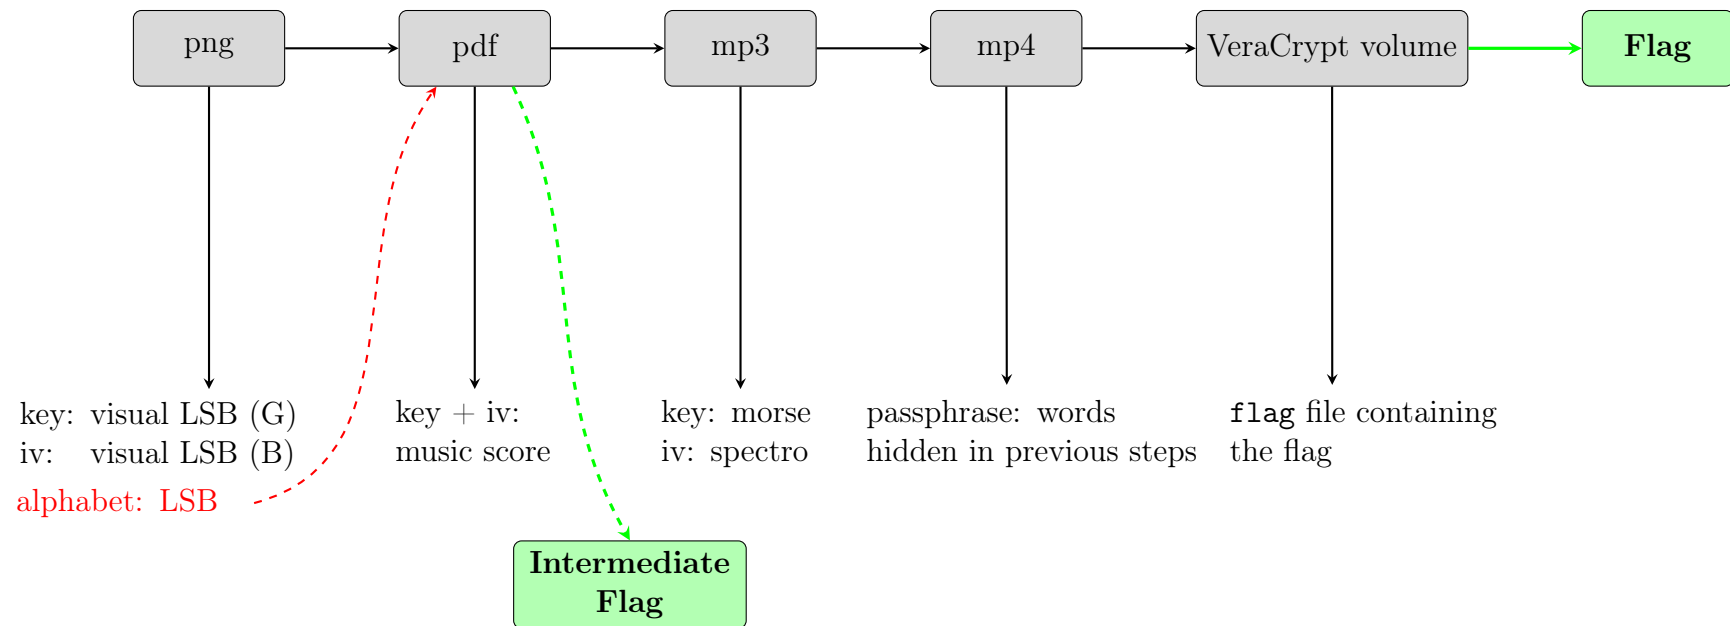 png
pdf
mp3
mp4
VeraCrypt volume
Flag
key: visual LSB (G)
iv: visual LSB (B)
alphabet: LSB
key + iv:
music score
key: morse
iv: spectro
passphrase: words
hidden in previous steps
flag file containing
the flag
Intermediate
Flag